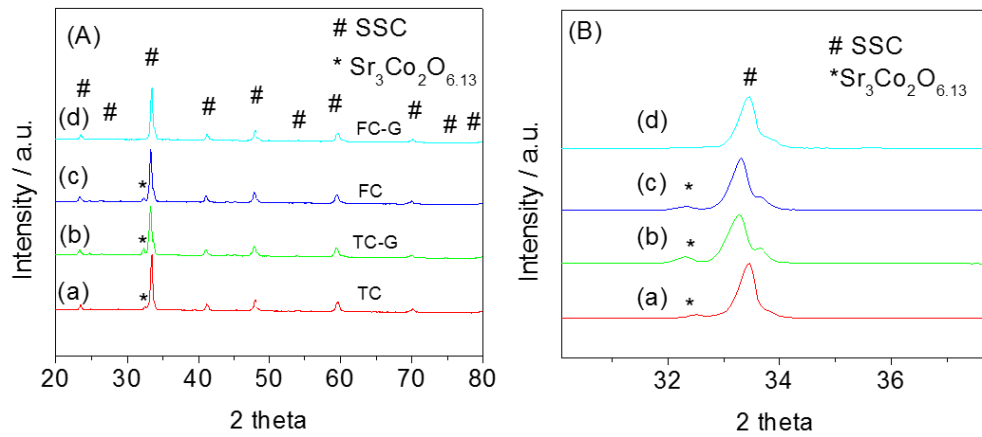 (A)
# SSC
* Sr3Co2O6.13
#
#
#
#
#
#
#
#
#
#
(d)
FC-G
(c)
*
FC
(b)
*
TC-G
(a)
*
TC
Intensity / a.u.
20 30 40 50 60 70 80
2 theta
(B)
# SSC
*Sr3Co2O6.13
#
(d)
(c)
*
(b)
*
(a)
*
Intensity / a.u.
32 34 36
2 theta